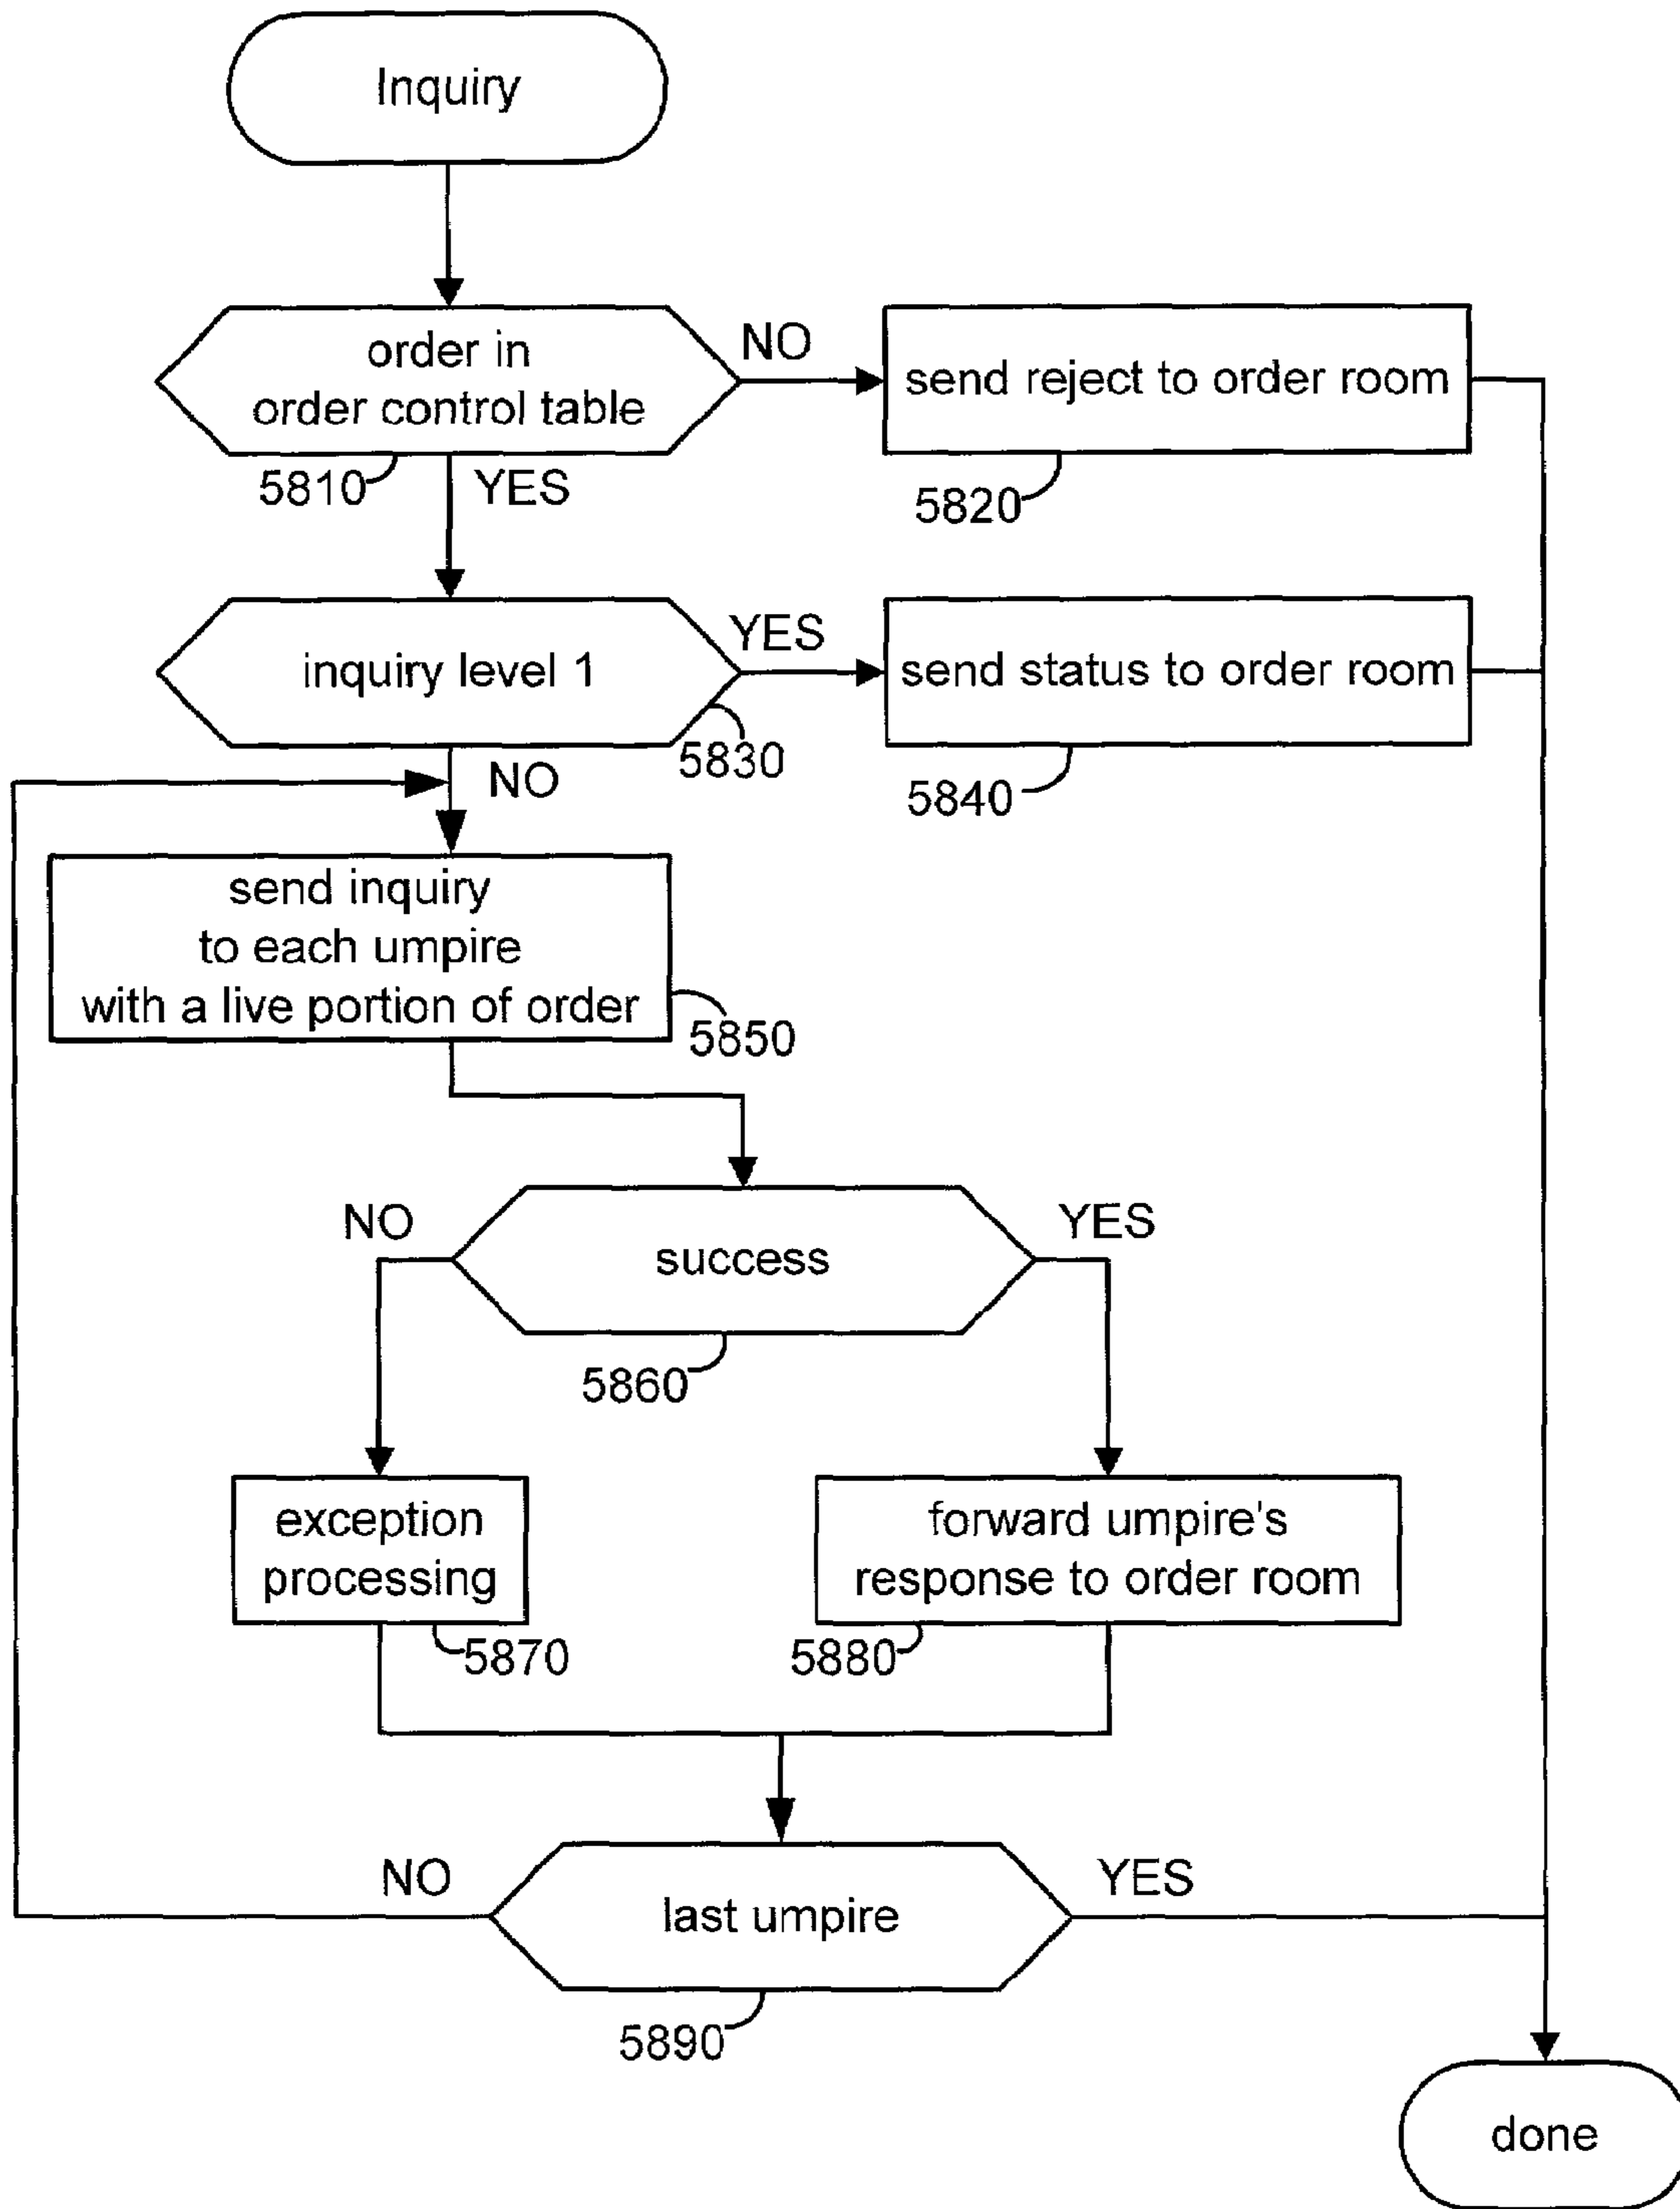 Inquiry
order in
order control table
NO
send reject to order room
5810
YES
5820
inquiry level 1
YES
send status to order room
5830
NO
5840
send inquiry
to each umpire
with a live portion of order
5850
NO
success
YES
5860
exception
processing
5870
forward umpire's
response to order room
5880
NO
last umpire
YES
5890
done